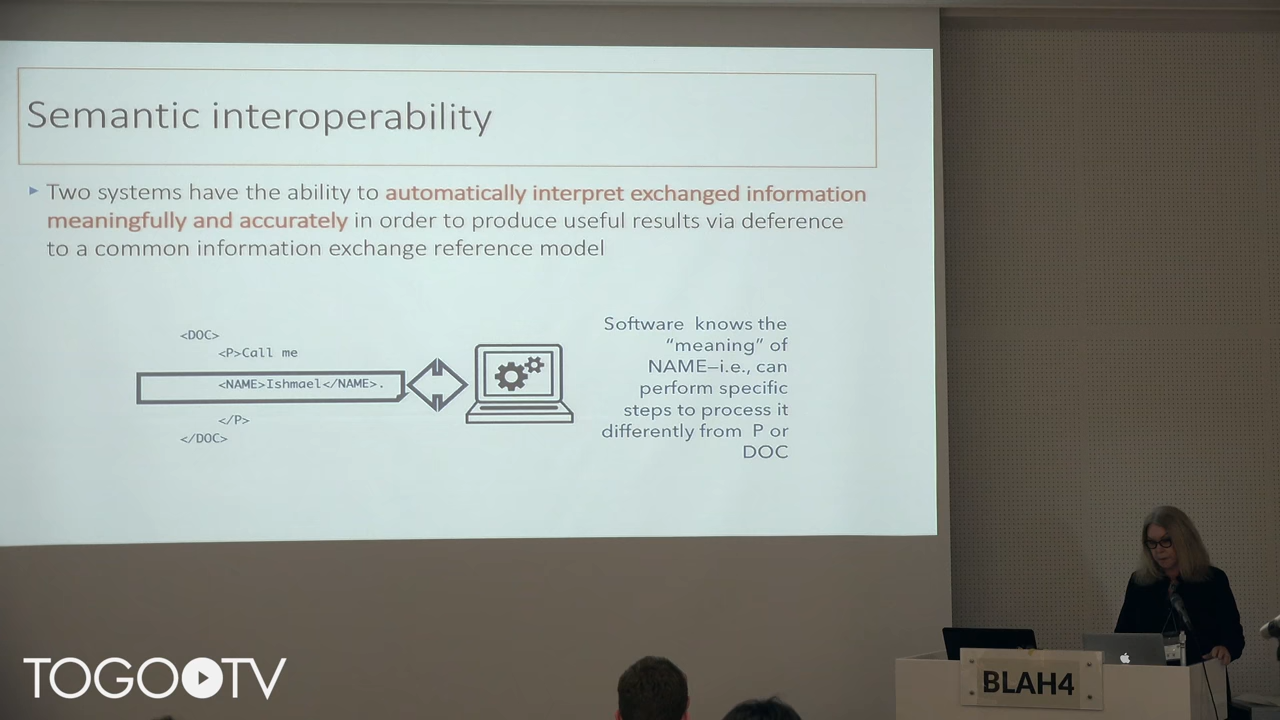 Semantic interoperability
Two systems have the ability to automatically interpret exchanged information
meaningfully and accurately in order to produce useful results via deference
to a common information exchange reference model
<DOC>
<P>Call me
<NAME>Ishmael</NAME>.
</P>
</DOC>
Software knows the
“meaning” of
NAME—i.e., can
perform specific
steps to process it
differently from P or
DOC
BLAH4
TOGOTV